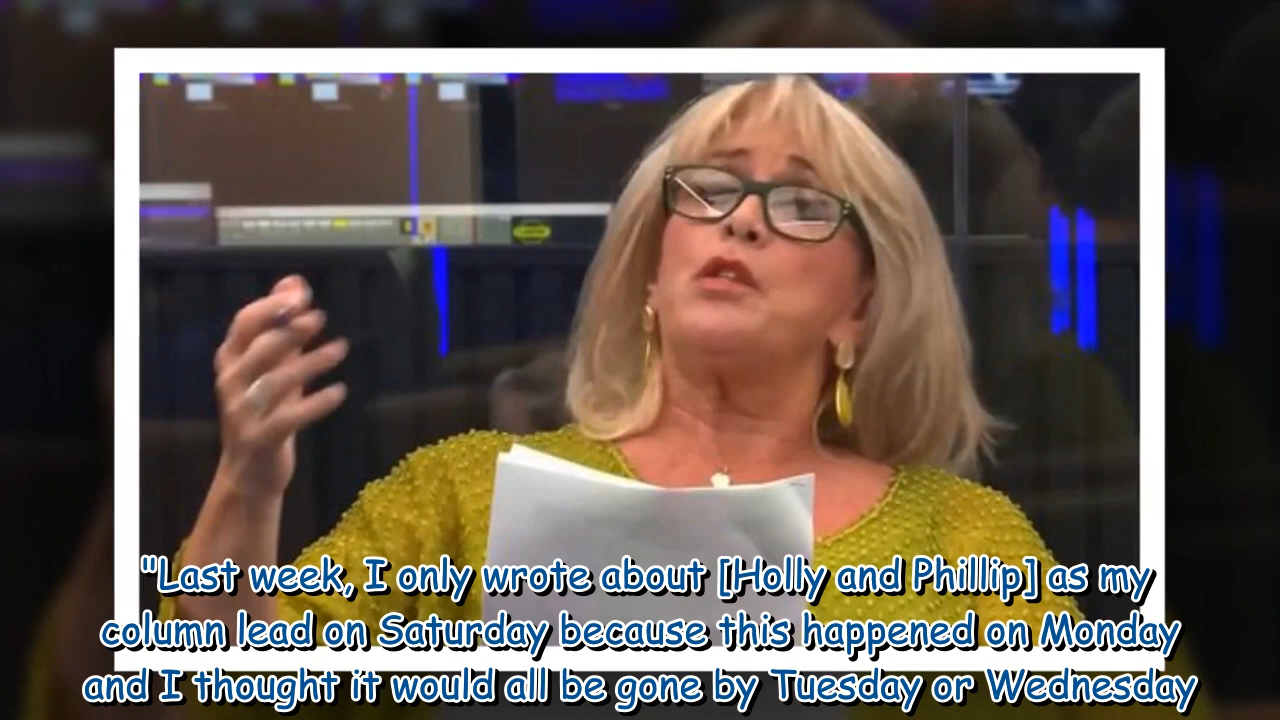 "Last week, I only wrote about [Holly and Phillip] as my
column lead on Saturday because this happened on Monday
and I thought it would all be gone by Tuesday or Wednesday